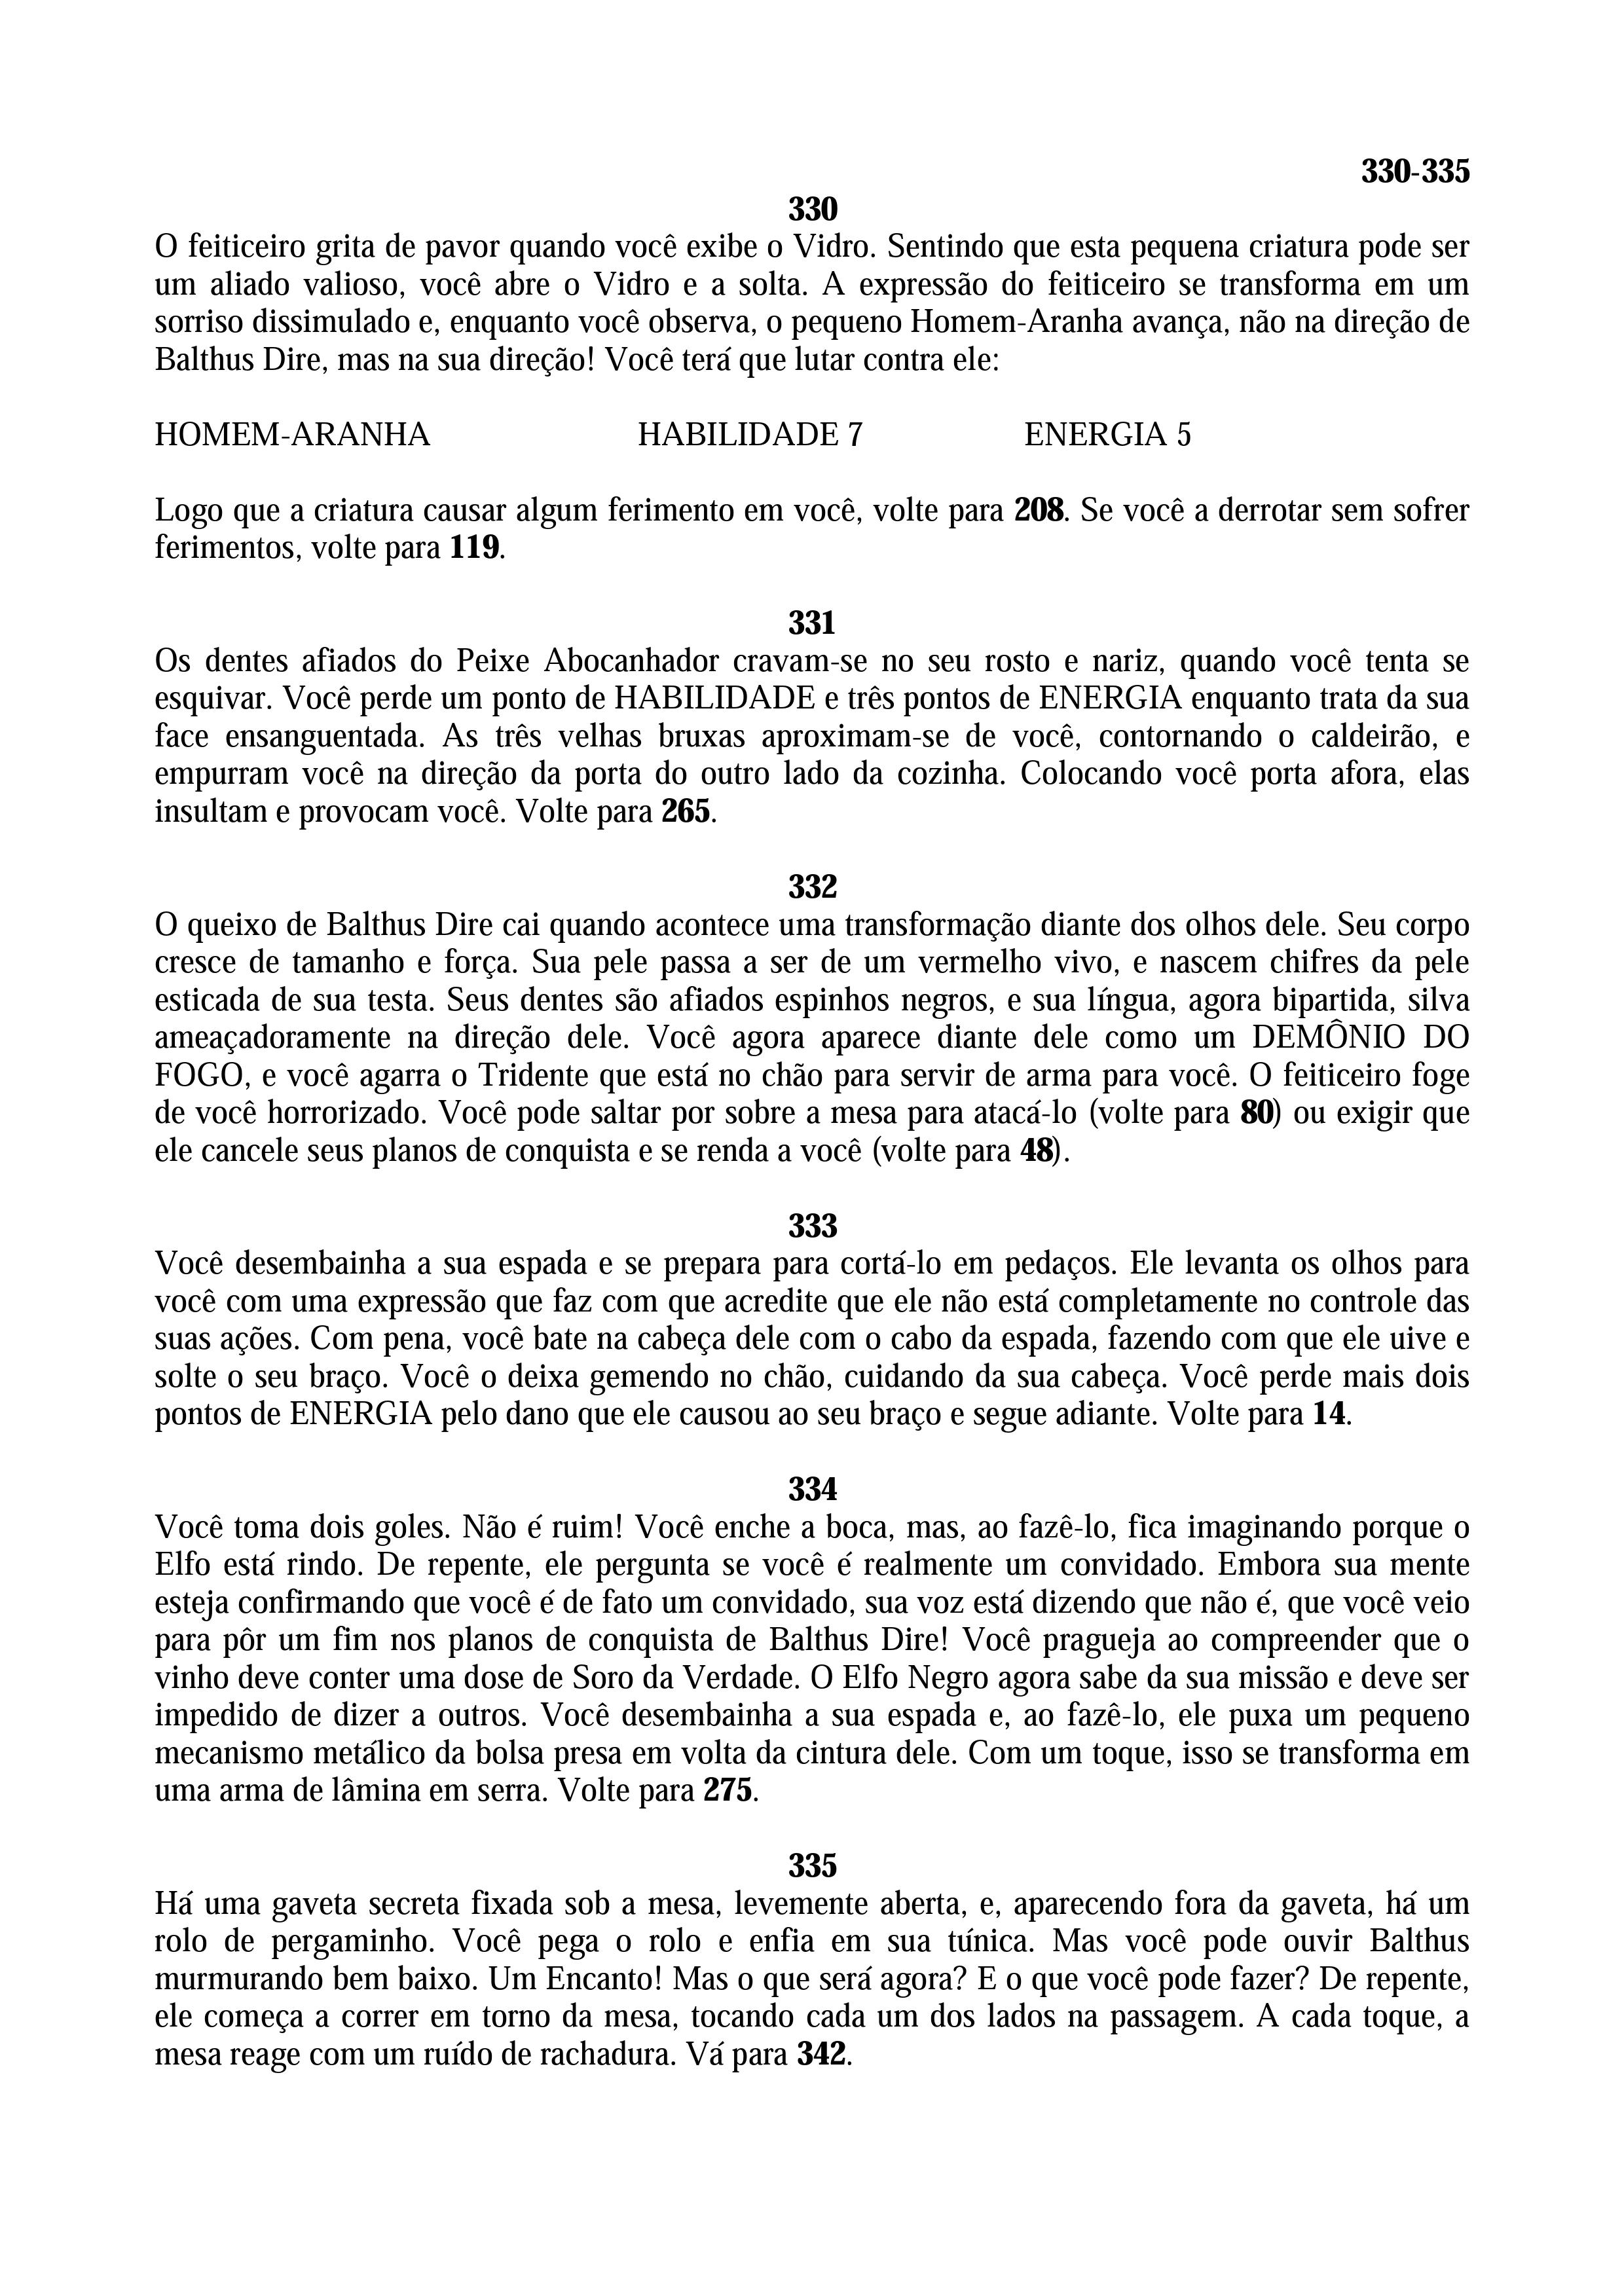 330-335
330
O feiticeiro grita de pavor quando você exibe o Vidro. Sentindo que esta pequena criatura pode ser
um aliado valioso, você abre o Vidro e a solta. A expressão do feiticeiro se transforma em um
sorriso dissimulado e, enquanto você observa, o pequeno Homem-Aranha avança, não na direção de
Balthus Dire, mas na sua direção! Você terá que lutar contra ele:
HOMEM-ARANHA HABILIDADE 7 ENERGIA 5
Logo que a criatura causar algum ferimento em você, volte para 208. Se você a derrotar sem sofrer
ferimentos, volte para 119.
331
Os dentes afiados do Peixe Abocanhador cravam-se no seu rosto e nariz, quando você tenta se
esquivar. Você perde um ponto de HABILIDADE e três pontos de ENERGIA enquanto trata da sua
face ensanguentada. As três velhas bruxas aproximam-se de você, contornando o caldeirão, e
empurram você na direção da porta do outro lado da cozinha. Colocando você porta afora, elas
insultam e provocam você. Volte para 265.
332
O queixo de Balthus Dire cai quando acontece uma transformação diante dos olhos dele. Seu corpo
cresce de tamanho e força. Sua pele passa a ser de um vermelho vivo, e nascem chifres da pele
esticada de sua testa. Seus dentes são afiados espinhos negros, e sua língua, agora bipartida, silva
ameaçadoramente na direção dele. Você agora aparece diante dele como um DEMÔNIO DO
FOGO, e você agarra o Tridente que está no chão para servir de arma para você. O feiticeiro foge
de você horrorizado. Você pode saltar por sobre a mesa para atacá-lo (volte para 80) ou exigir que
ele cancele seus planos de conquista e se renda a você (volte para 48).
333
Você desembainha a sua espada e se prepara para cortá-lo em pedaços. Ele levanta os olhos para
você com uma expressão que faz com que acredite que ele não está completamente no controle das
suas ações. Com pena, você bate na cabeça dele com o cabo da espada, fazendo com que ele uive e
solte o seu braço. Você o deixa gemendo no chão, cuidando da sua cabeça. Você perde mais dois
pontos de ENERGIA pelo dano que ele causou ao seu braço e segue adiante. Volte para 14.
334
Você toma dois goles. Não é ruim! Você enche a boca, mas, ao fazê-lo, fica imaginando porque o
Elfo está rindo. De repente, ele pergunta se você é realmente um convidado. Embora sua mente
esteja confirmando que você é de fato um convidado, sua voz está dizendo que não é, que você veio
para pôr um fim nos planos de conquista de Balthus Dire! Você pragueja ao compreender que o
vinho deve conter uma dose de Soro da Verdade. O Elfo Negro agora sabe da sua missão e deve ser
impedido de dizer a outros. Você desembainha a sua espada e, ao fazê-lo, ele puxa um pequeno
mecanismo metálico da bolsa presa em volta da cintura dele. Com um toque, isso se transforma em
uma arma de lâmina em serra. Volte para 275.
335
Há uma gaveta secreta fixada sob a mesa, levemente aberta, e, aparecendo fora da gaveta, há um
rolo de pergaminho. Você pega o rolo e enfia em sua túnica. Mas você pode ouvir Balthus
murmurando bem baixo. Um Encanto! Mas o que será agora? E o que você pode fazer? De repente,
ele começa a correr em torno da mesa, tocando cada um dos lados na passagem. A cada toque, a
mesa reage com um ruído de rachadura. Vá para 342.